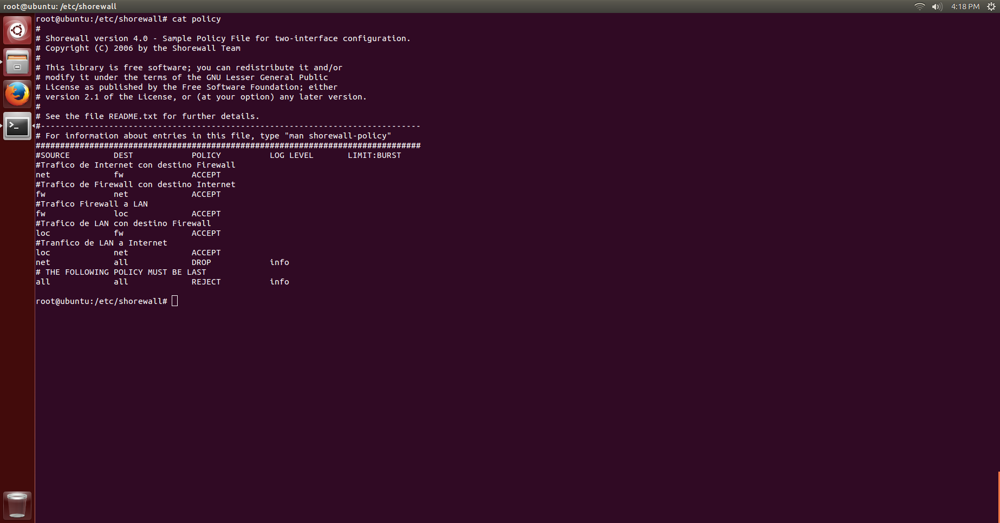 root@ubuntu: /etc/shorewall
4:18 PM
root@ubuntu:/etc/shorewall# cat policy
#
# Shorewall version 4.0 - Sample Policy File for two-interface configuration.
# Copyright (C) 2006 by the Shorewall Team
#
# This library is free software; you can redistribute it and/or
# modify it under the terms of the GNU Lesser General Public
# License as published by the Free Software Foundation; either
# version 2.1 of the License, or (at your option) any later version.
#
# See the file README.txt for further details.
#------------------------------------------------------------------------------
# For information about entries in this file, type "man shorewall-policy"
###############################################################################
#SOURCE         DEST            POLICY          LOG LEVEL       LIMIT:BURST
#Trafico de Internet con destino Firewall
net             fw              ACCEPT
#Trafico de Firewall con destino Internet
fw              net             ACCEPT
#Trafico Firewall a LAN
fw              loc             ACCEPT
#Trafico de LAN con destino Firewall
loc             fw              ACCEPT
#Tranfico de LAN a Internet
loc             net             ACCEPT
net             all             DROP            info
# THE FOLLOWING POLICY MUST BE LAST
all             all             REJECT          info
root@ubuntu:/etc/shorewall#